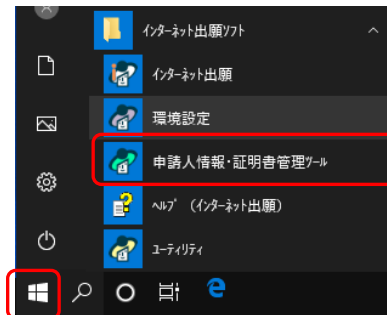 インターネット出願ソフト
インターネット出願
環境設定
申請人情報・証明書管理ツール
ヘルプ (インターネット出願)
ユーティリティ